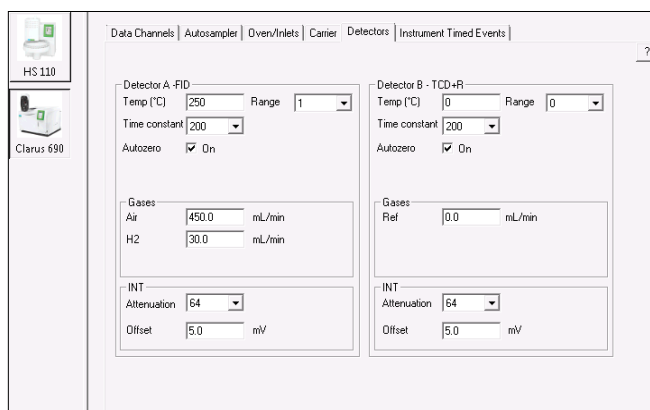 Data Channels Autosampler Oven/Inlets Carrier Detectors Instrument Timed Events
?
HS 110
Clarus 690
Detector A -FID
Temp (°C) 250 Range 1
Time constant 200
Autozero On
Gases
Air 450.0 mL/min
H2 30.0 mL/min
INT
Attenuation 64
Offset 5.0 mV
Detector B - TCD+R
Temp (°C) 0 Range 0
Time constant 200
Autozero On
Gases
Ref 0.0 mL/min
INT
Attenuation 64
Offset 5.0 mV